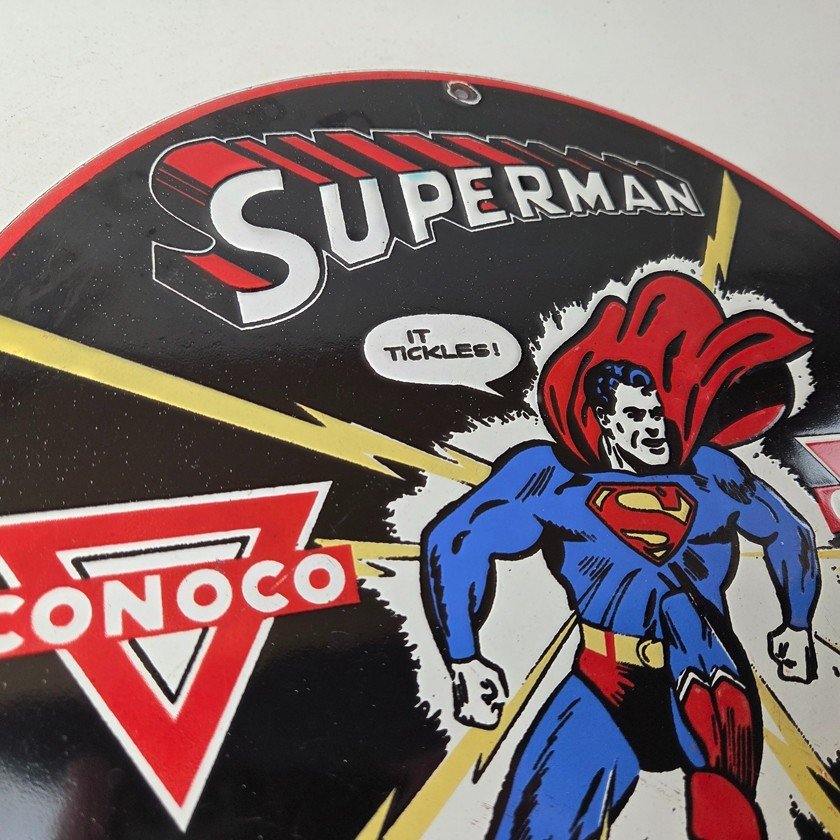 SUPERMAN
IT
TICKLES!
CONOCO
S